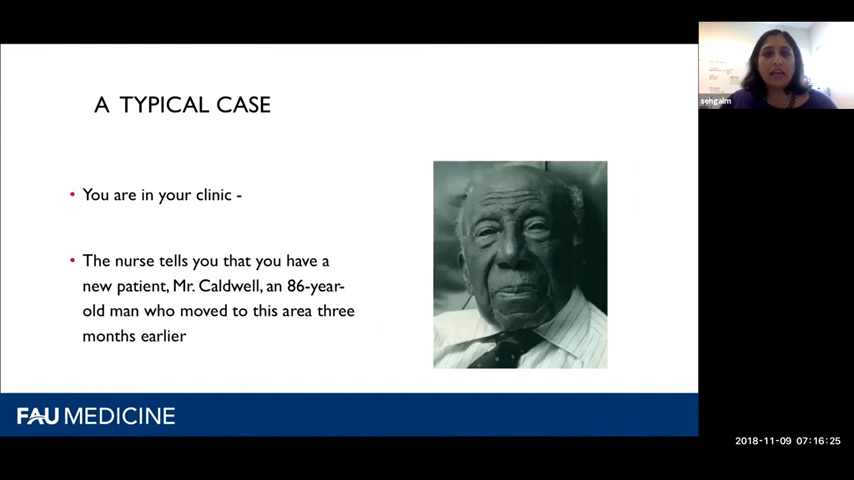 A TYPICAL CASE
• You are in your clinic -
• The nurse tells you that you have a
new patient, Mr. Caldwell, an 86-year-
old man who moved to this area three
months earlier
FAU MEDICINE
sehgalm
2018-11-09 07:16:25